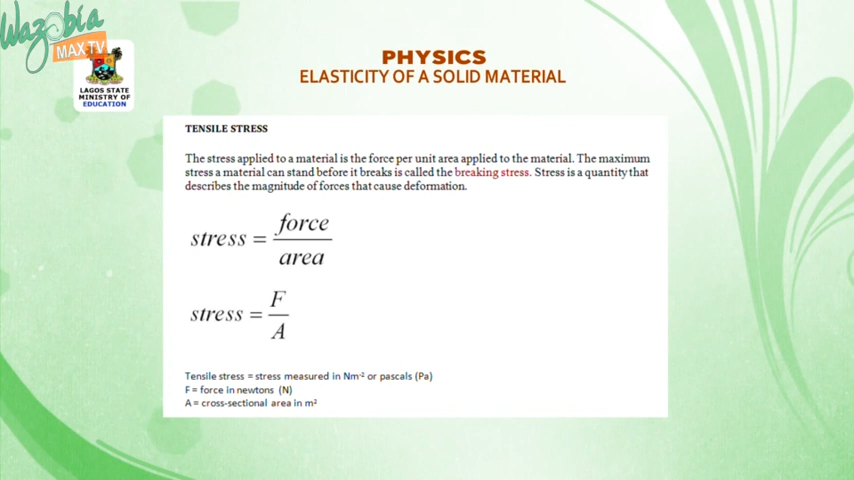 Wazobia
MAX TV
LAGOS STATE
MINISTRY OF
EDUCATION
PHYSICS
ELASTICITY OF A SOLID MATERIAL
TENSILE STRESS
The stress applied to a material is the force per unit area applied to the material. The maximum
stress a material can stand before it breaks is called the breaking stress. Stress is a quantity that
describes the magnitude of forces that cause deformation.
stress = force / area
stress = F / A
Tensile stress = stress measured in Nm⁻² or pascals (Pa)
F = force in newtons (N)
A = cross-sectional area in m²